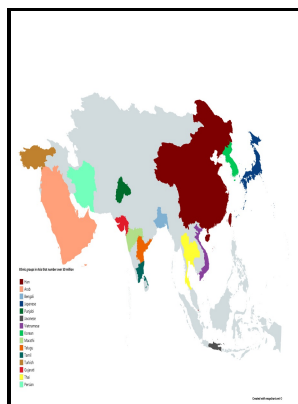 Ethnic groups in Asia that number over 30 million
Han
Arab
Bengali
Japanese
Punjabi
Javanese
Vietnamese
Korean
Marathi
Telugu
Tamil
Turkish
Gujarati
Thai
Persian
Created with mapchart.net ©